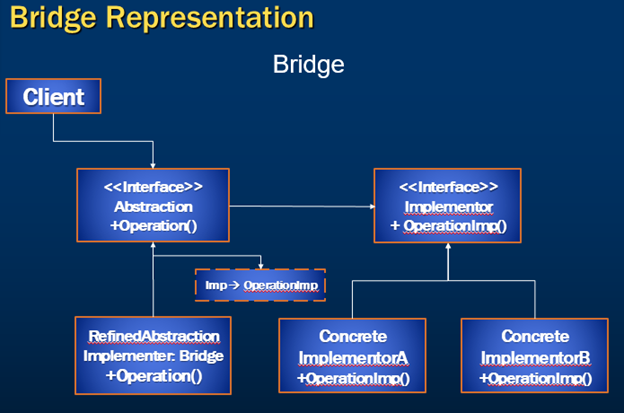 Bridge Representation
Bridge
Client
<<Interface>>
Abstraction
+Operation()
<<Interface>>
Implementor
+ OperationImp()
Imp → OperationImp
RefinedAbstraction
Implementer: Bridge
+Operation()
Concrete
ImplementorA
+OperationImp()
Concrete
ImplementorB
+OperationImp()